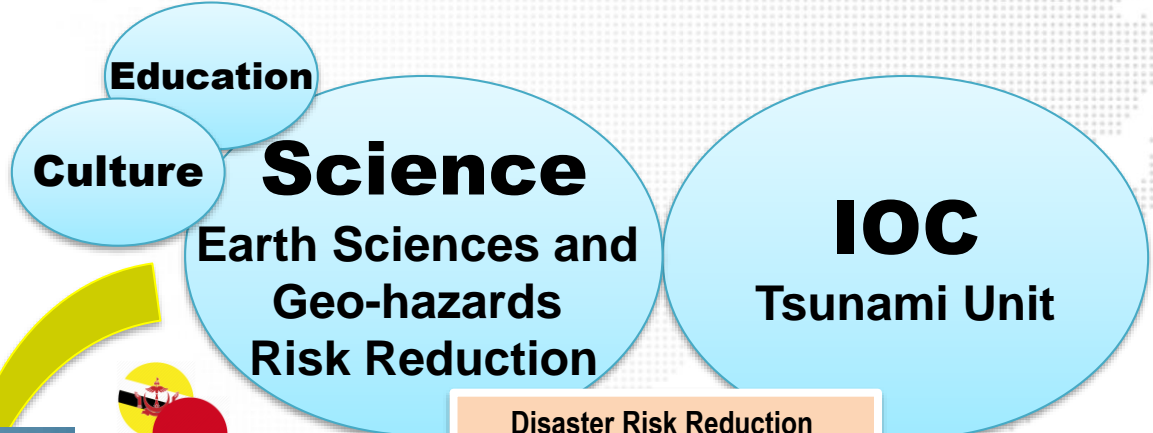 Education
Culture
Science
Earth Sciences and
Geo-hazards
Risk Reduction
IOC
Tsunami Unit
Disaster Risk Reduction